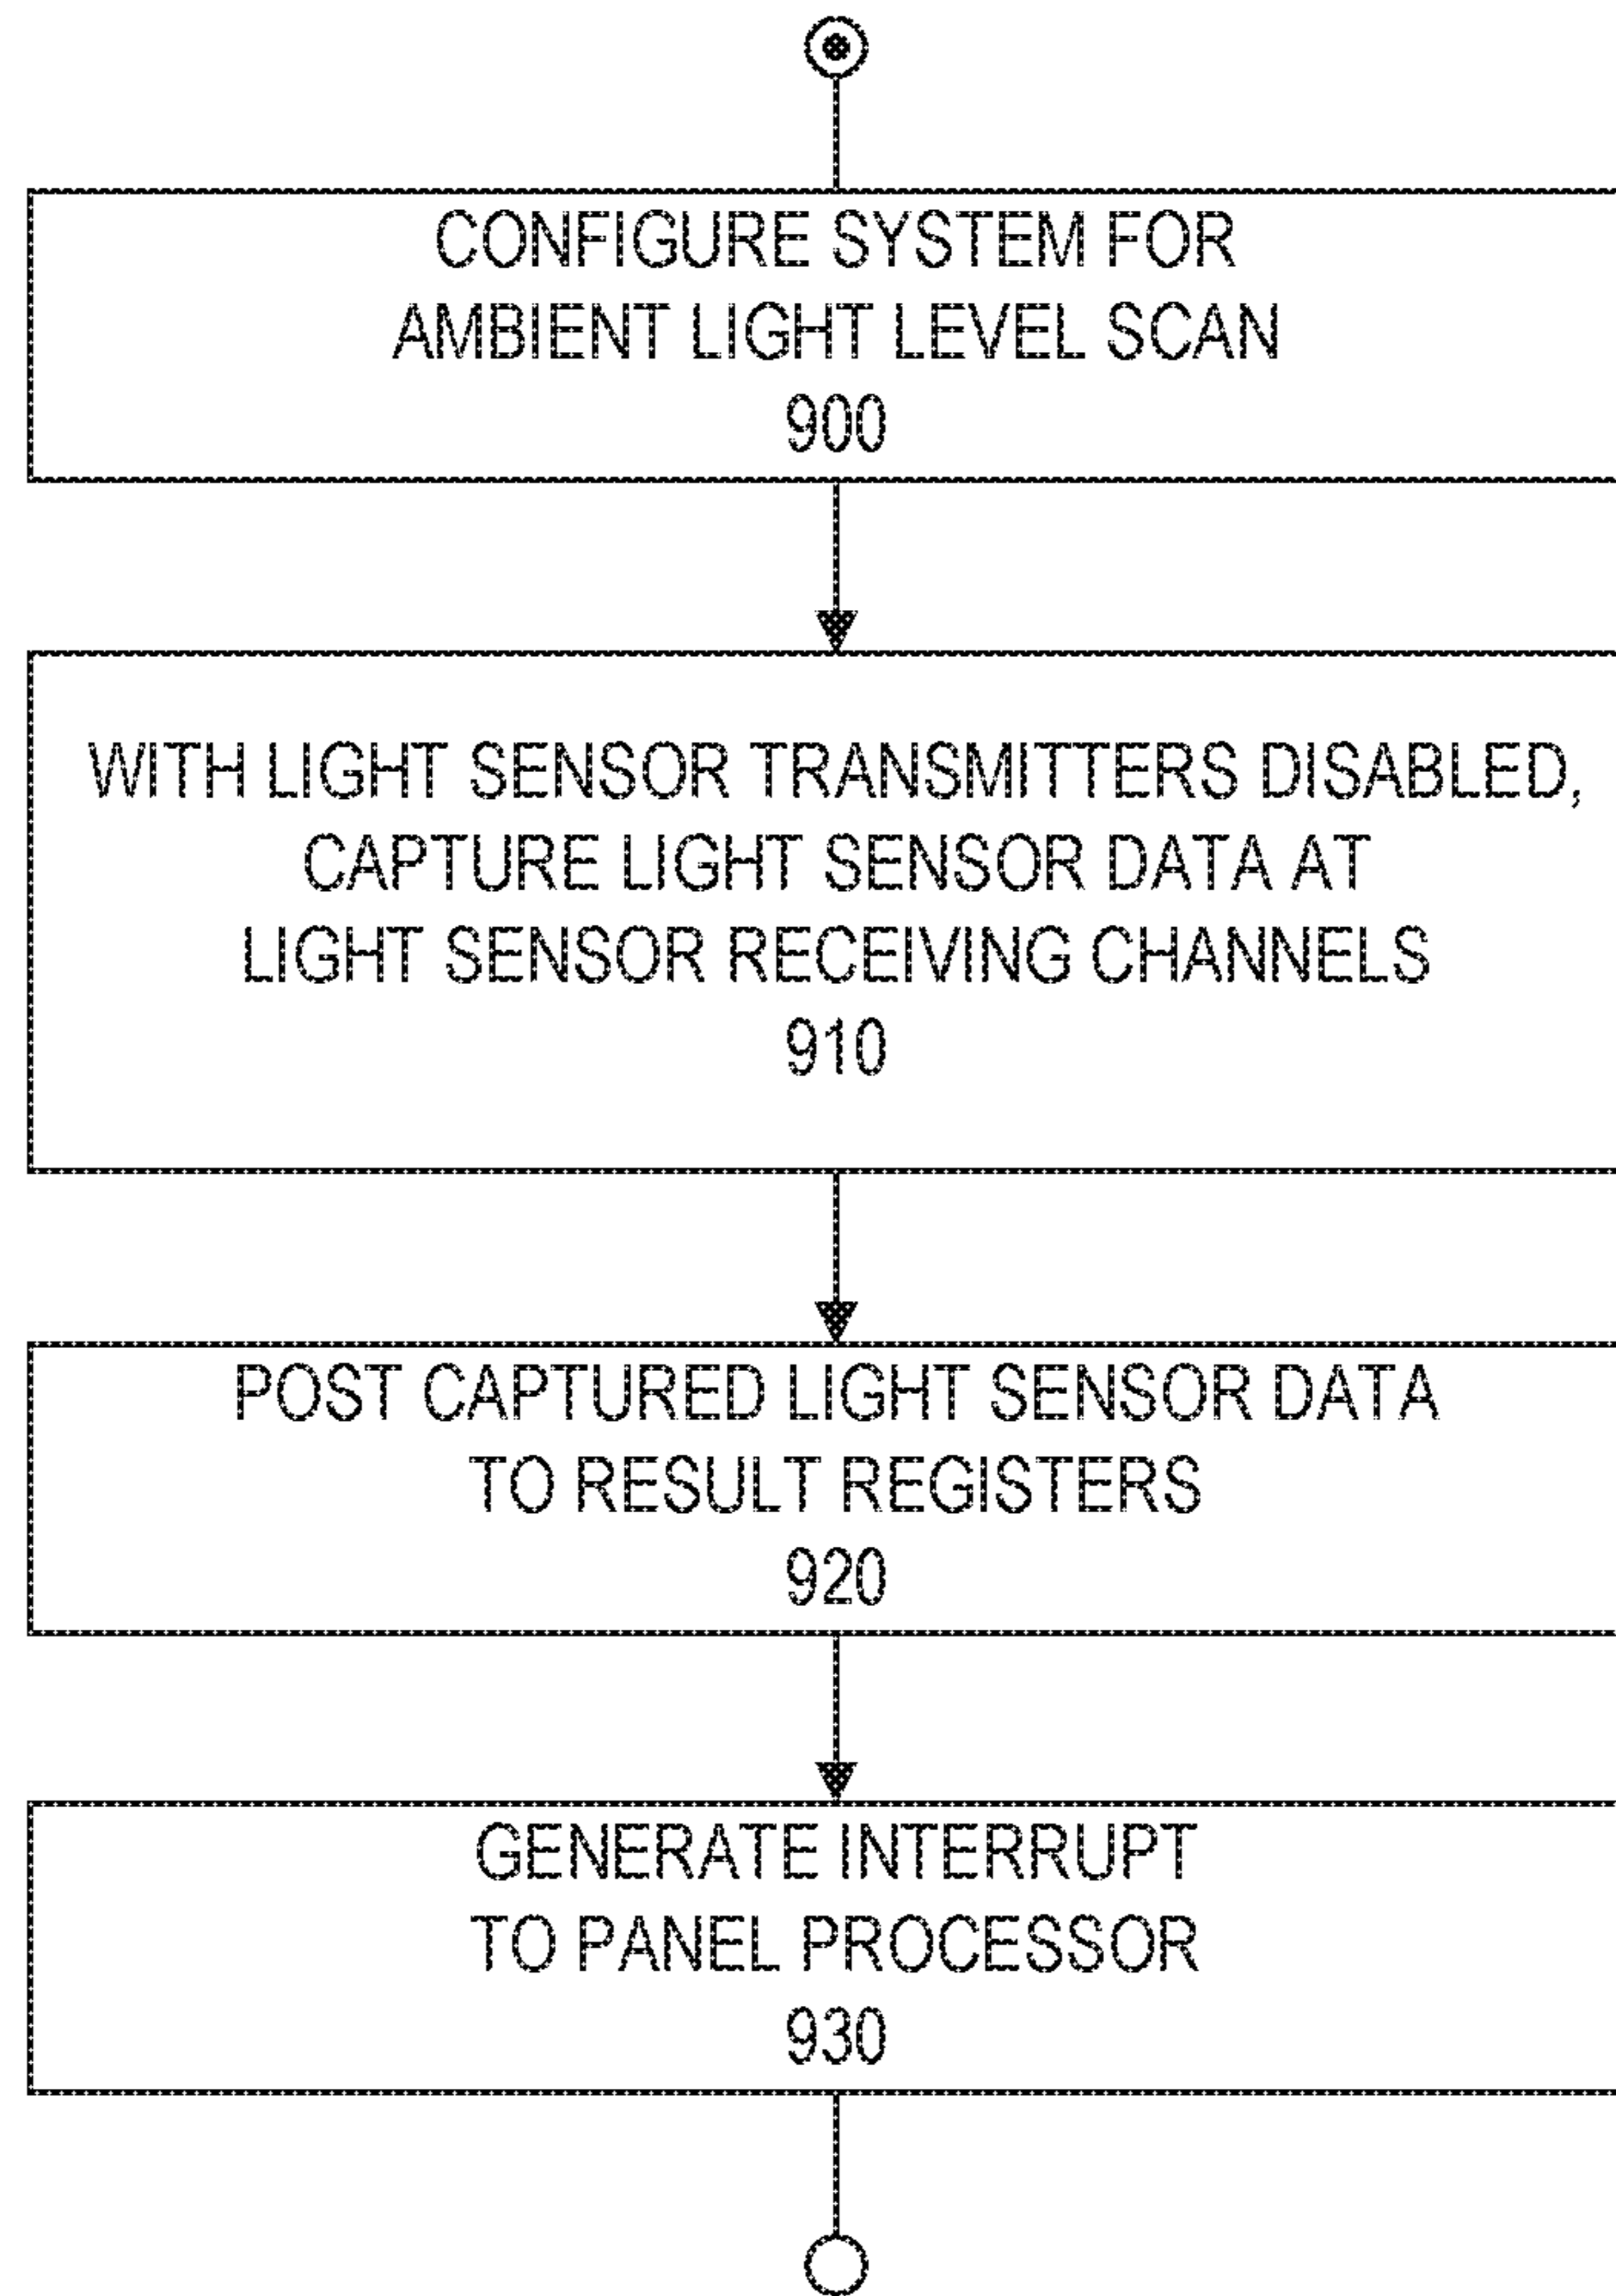 CONFIGURE SYSTEM FOR
AMBIENT LIGHT LEVEL SCAN
900
WITH LIGHT SENSOR TRANSMITTERS DISABLED,
CAPTURE LIGHT SENSOR DATA AT
LIGHT SENSOR RECEIVING CHANNELS
910
POST CAPTURED LIGHT SENSOR DATA
TO RESULT REGISTERS
920
GENERATE INTERRUPT
TO PANEL PROCESSOR
930